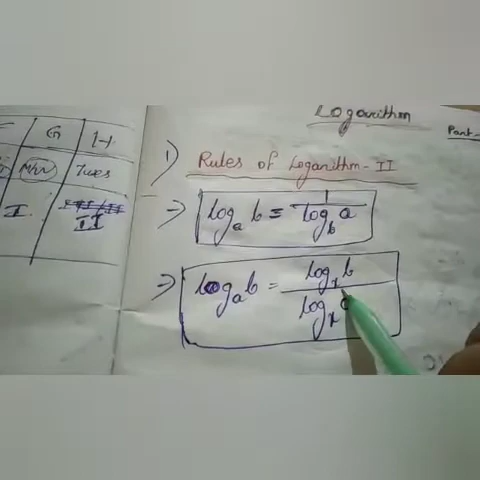 Logarithm
Part-
1) Rules of Logarithm-II
⇒ log_a b = 1 / log_b a
⇒ log_a b = log_x b / log_x
G H
Tues
I. II